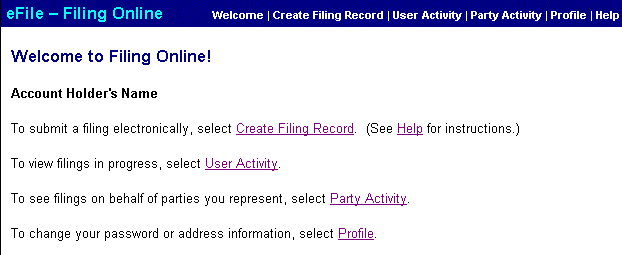 eFile – Filing Online Welcome | Create Filing Record | User Activity | Party Activity | Profile | Help
Welcome to Filing Online!
Account Holder's Name
To submit a filing electronically, select Create Filing Record. (See Help for instructions.)
To view filings in progress, select User Activity.
To see filings on behalf of parties you represent, select Party Activity.
To change your password or address information, select Profile.